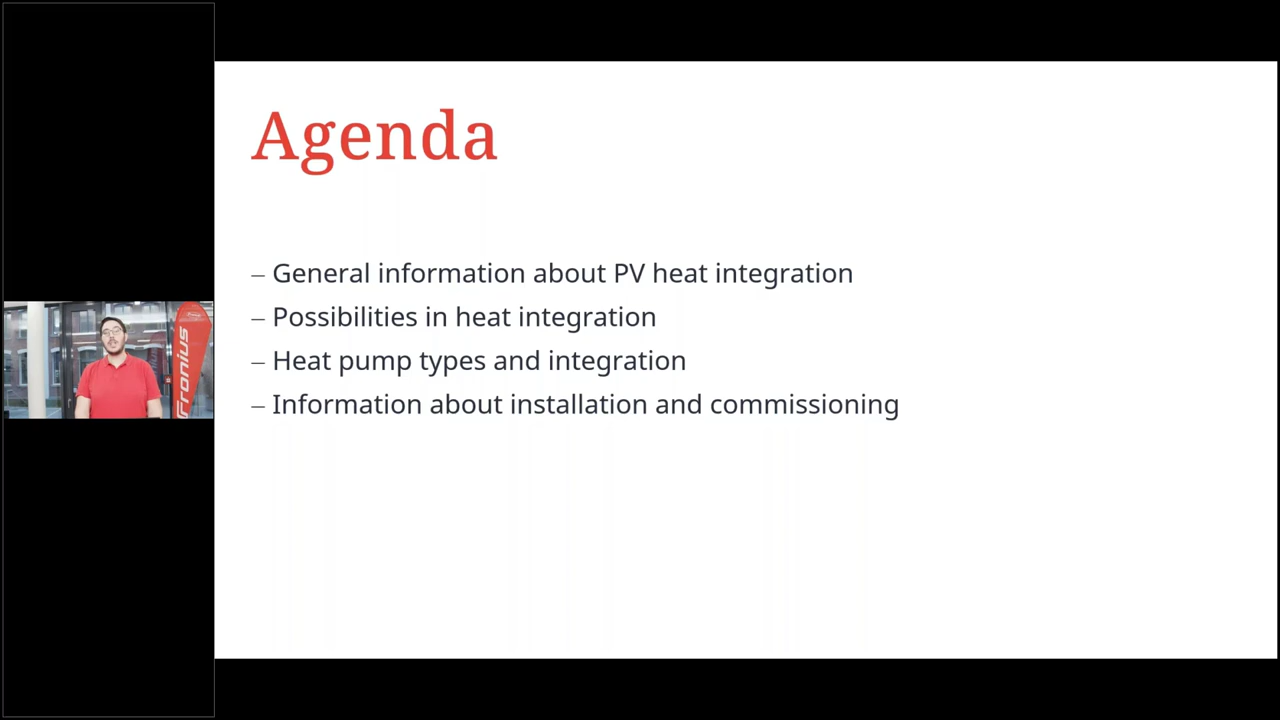 Agenda
– General information about PV heat integration
– Possibilities in heat integration
– Heat pump types and integration
– Information about installation and commissioning
Fronius